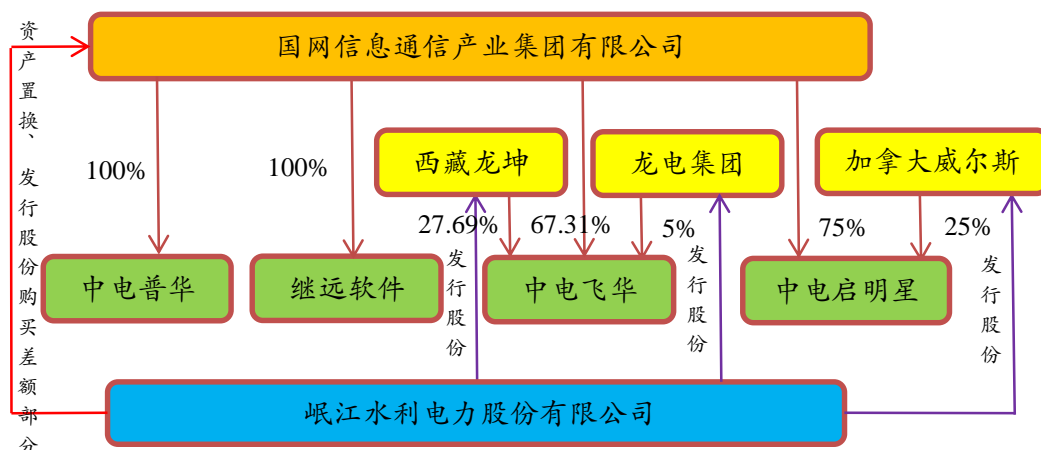 资产置换、发行股份购买差额部分
国网信息通信产业集团有限公司
西藏龙坤
龙电集团
加拿大威尔斯
100%
100%
27.69%
67.31%
5%
75%
25%
中电普华
继远软件
中电飞华
中电启明星
发行股份
发行股份
发行股份
岷江水利电力股份有限公司